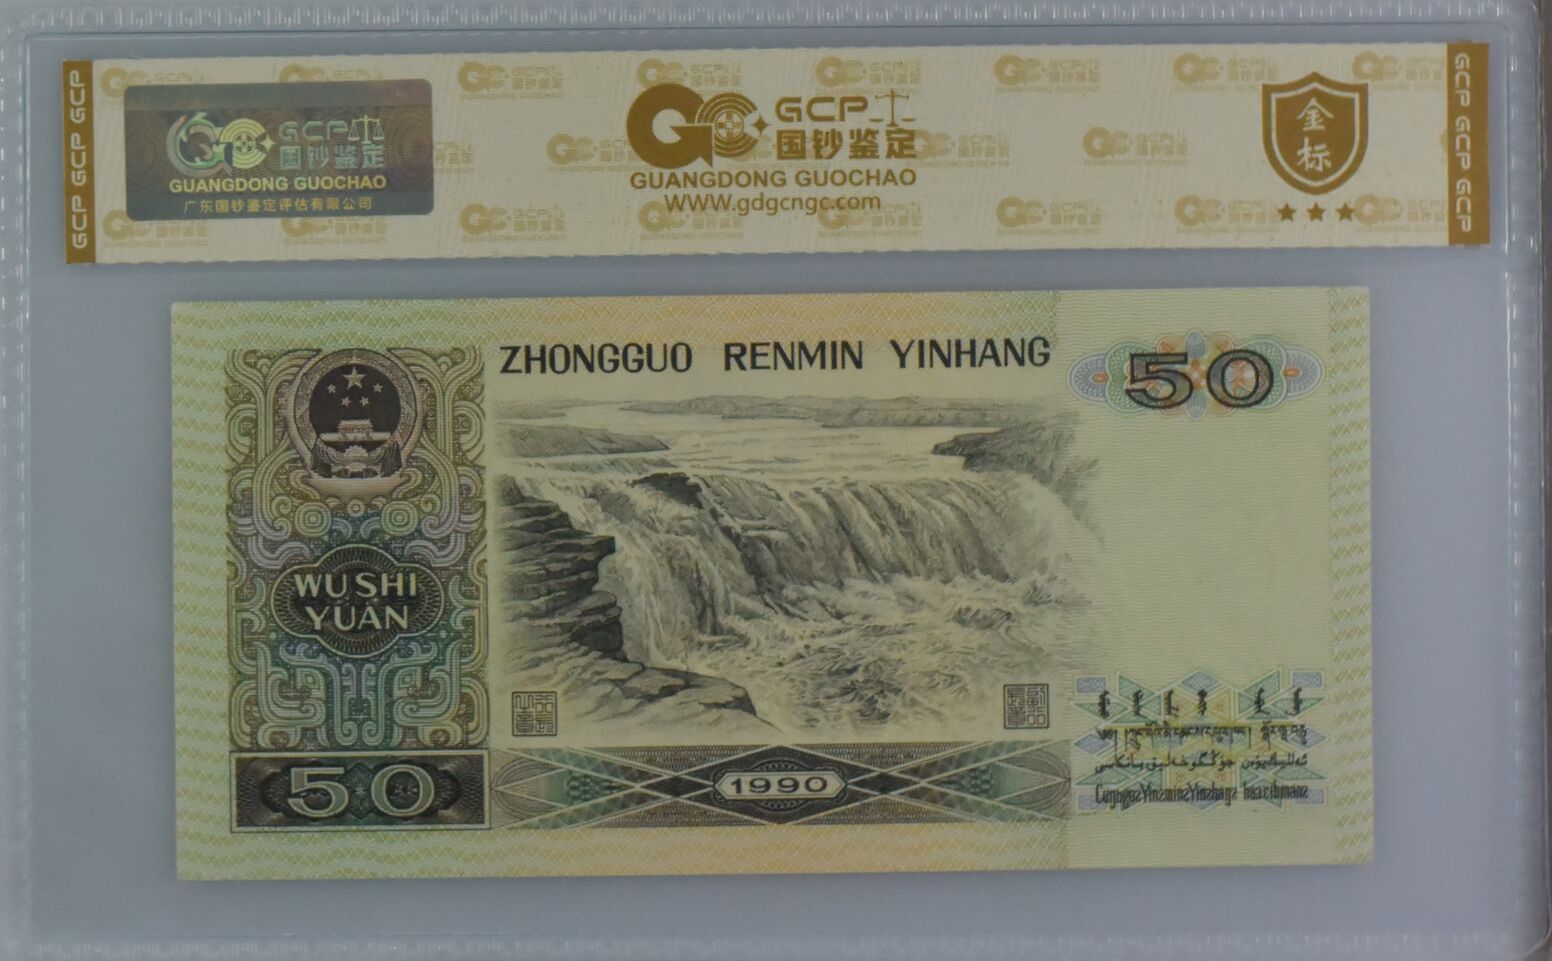 GCP GCP GCP
GCP
国钞鉴定
GUANGDONG GUOCHAO
广东国钞鉴定评估有限公司
GCP
国钞鉴定
GUANGDONG GUOCHAO
WWW.gdgcngc.com
金标
GCP GCP GCP
ZHONGGUO RENMIN YINHANG
50
WU SHI
YUAN
50
1990